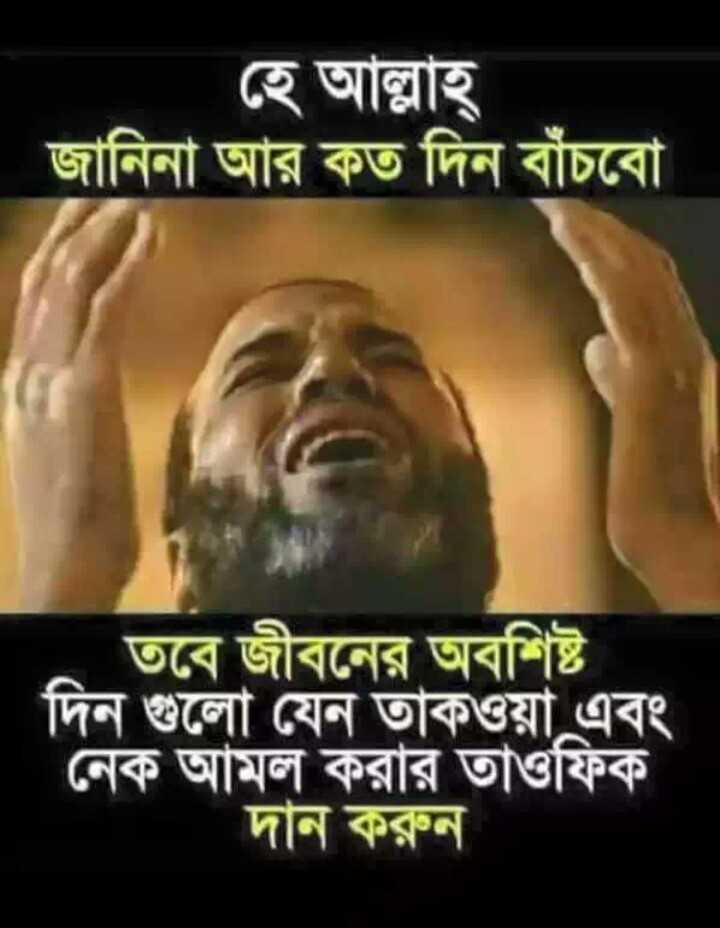 হে আল্লাহ্
জানিনা আর কত দিন বাঁচবো
তবে জীবনের অবশিষ্ট
দিন গুলো যেন তাকওয়া এবং
নেক আমল করার তাওফিক
দান করুন